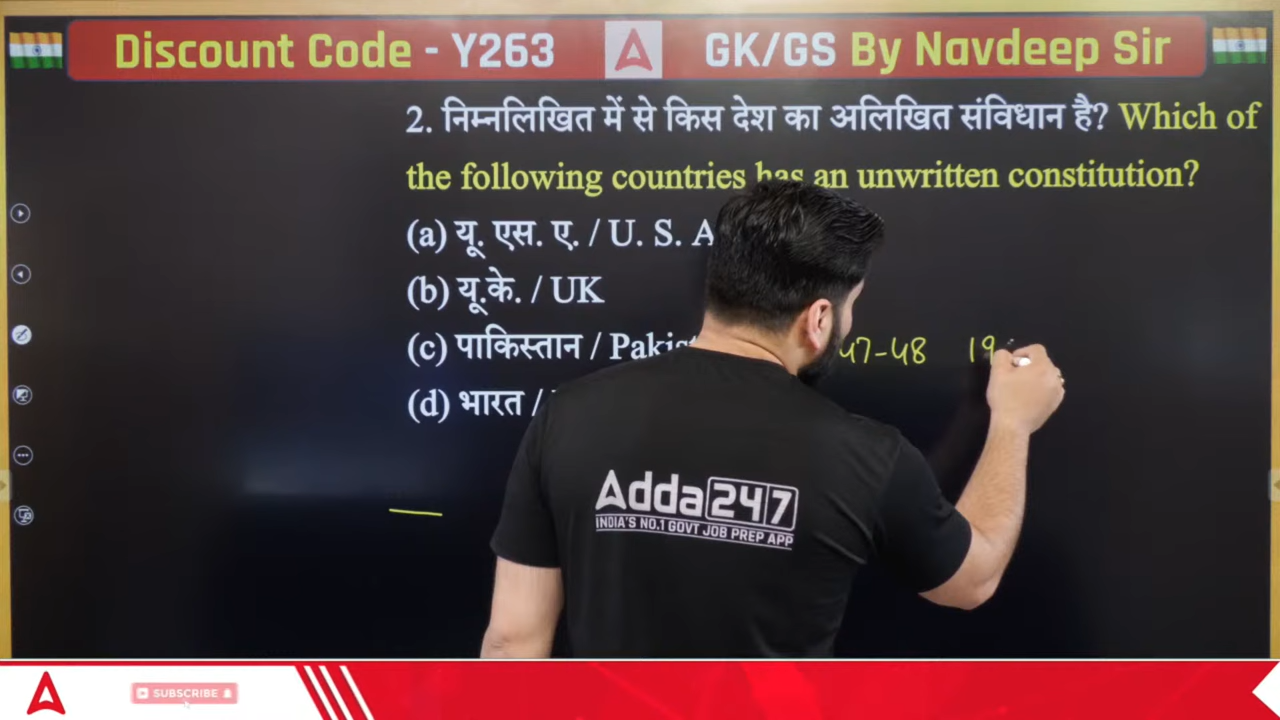 Discount Code - Y263
GK/GS By Navdeep Sir
2. निम्नलिखित में से किस देश का अलिखित संविधान है? Which of
the following countries has an unwritten constitution?
(a) यू. एस. ए. / U. S. A
(b) यू.के. / UK
(c) पाकिस्तान / Pakis
47-48 19
(d) भारत /
Adda247
INDIA'S NO.1 GOVT JOB PREP APP
SUBSCRIBE